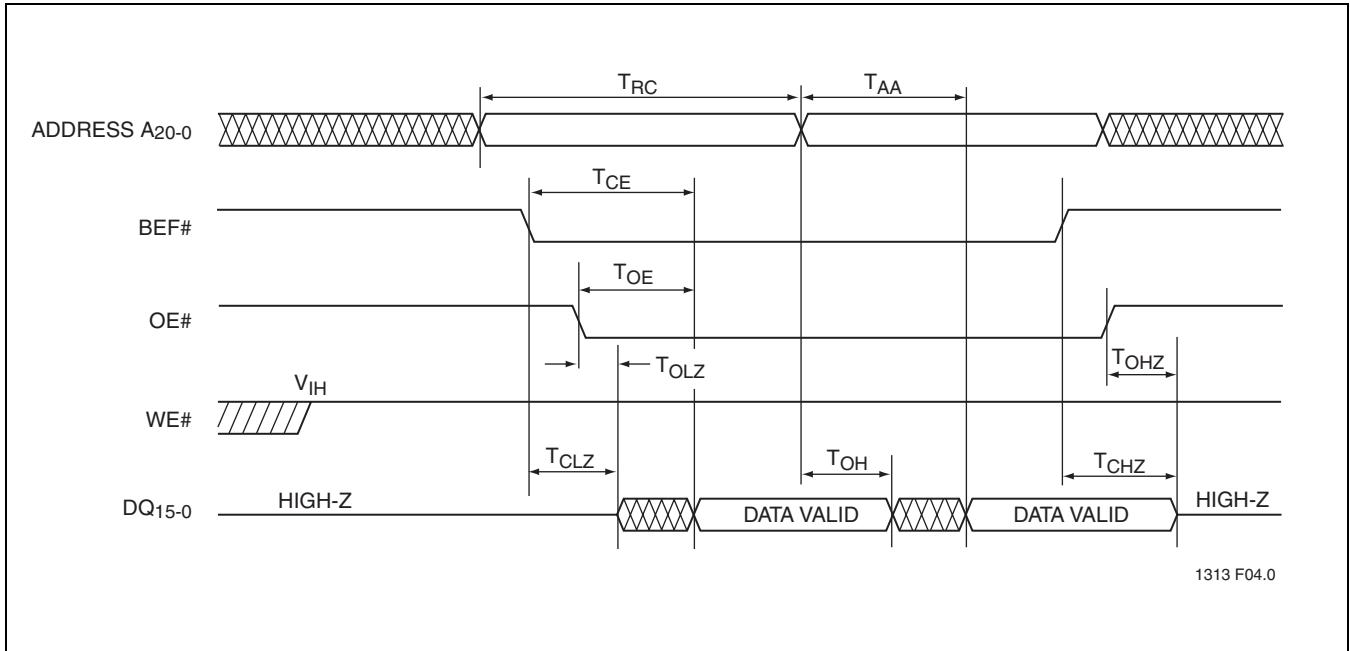 TRC TAA
ADDRESS A20-0
TCE
BEF#
TOE
OE#
TOLZ TOHZ
VIH
WE#
TCLZ TOH TCHZ
DQ15-0 HIGH-Z DATA VALID DATA VALID HIGH-Z
1313 F04.0